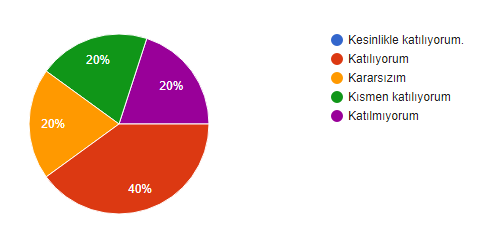 20%
20%
20%
40%
Kesinlikle katılıyorum.
Katılıyorum
Kararsızım
Kısmen katılıyorum
Katılmıyorum